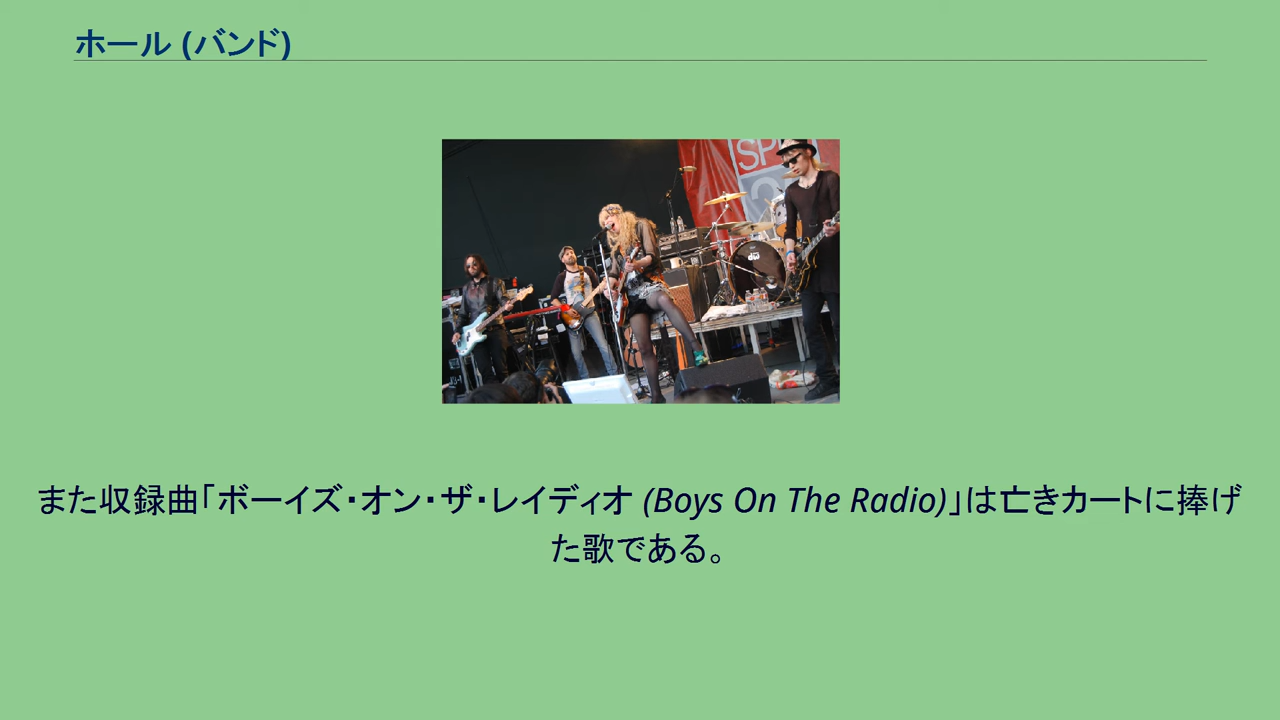 ホール (バンド)
SPI
また収録曲「ボーイズ・オン・ザ・レイディオ (Boys On The Radio)」は亡きカートに捧げ
た歌である。